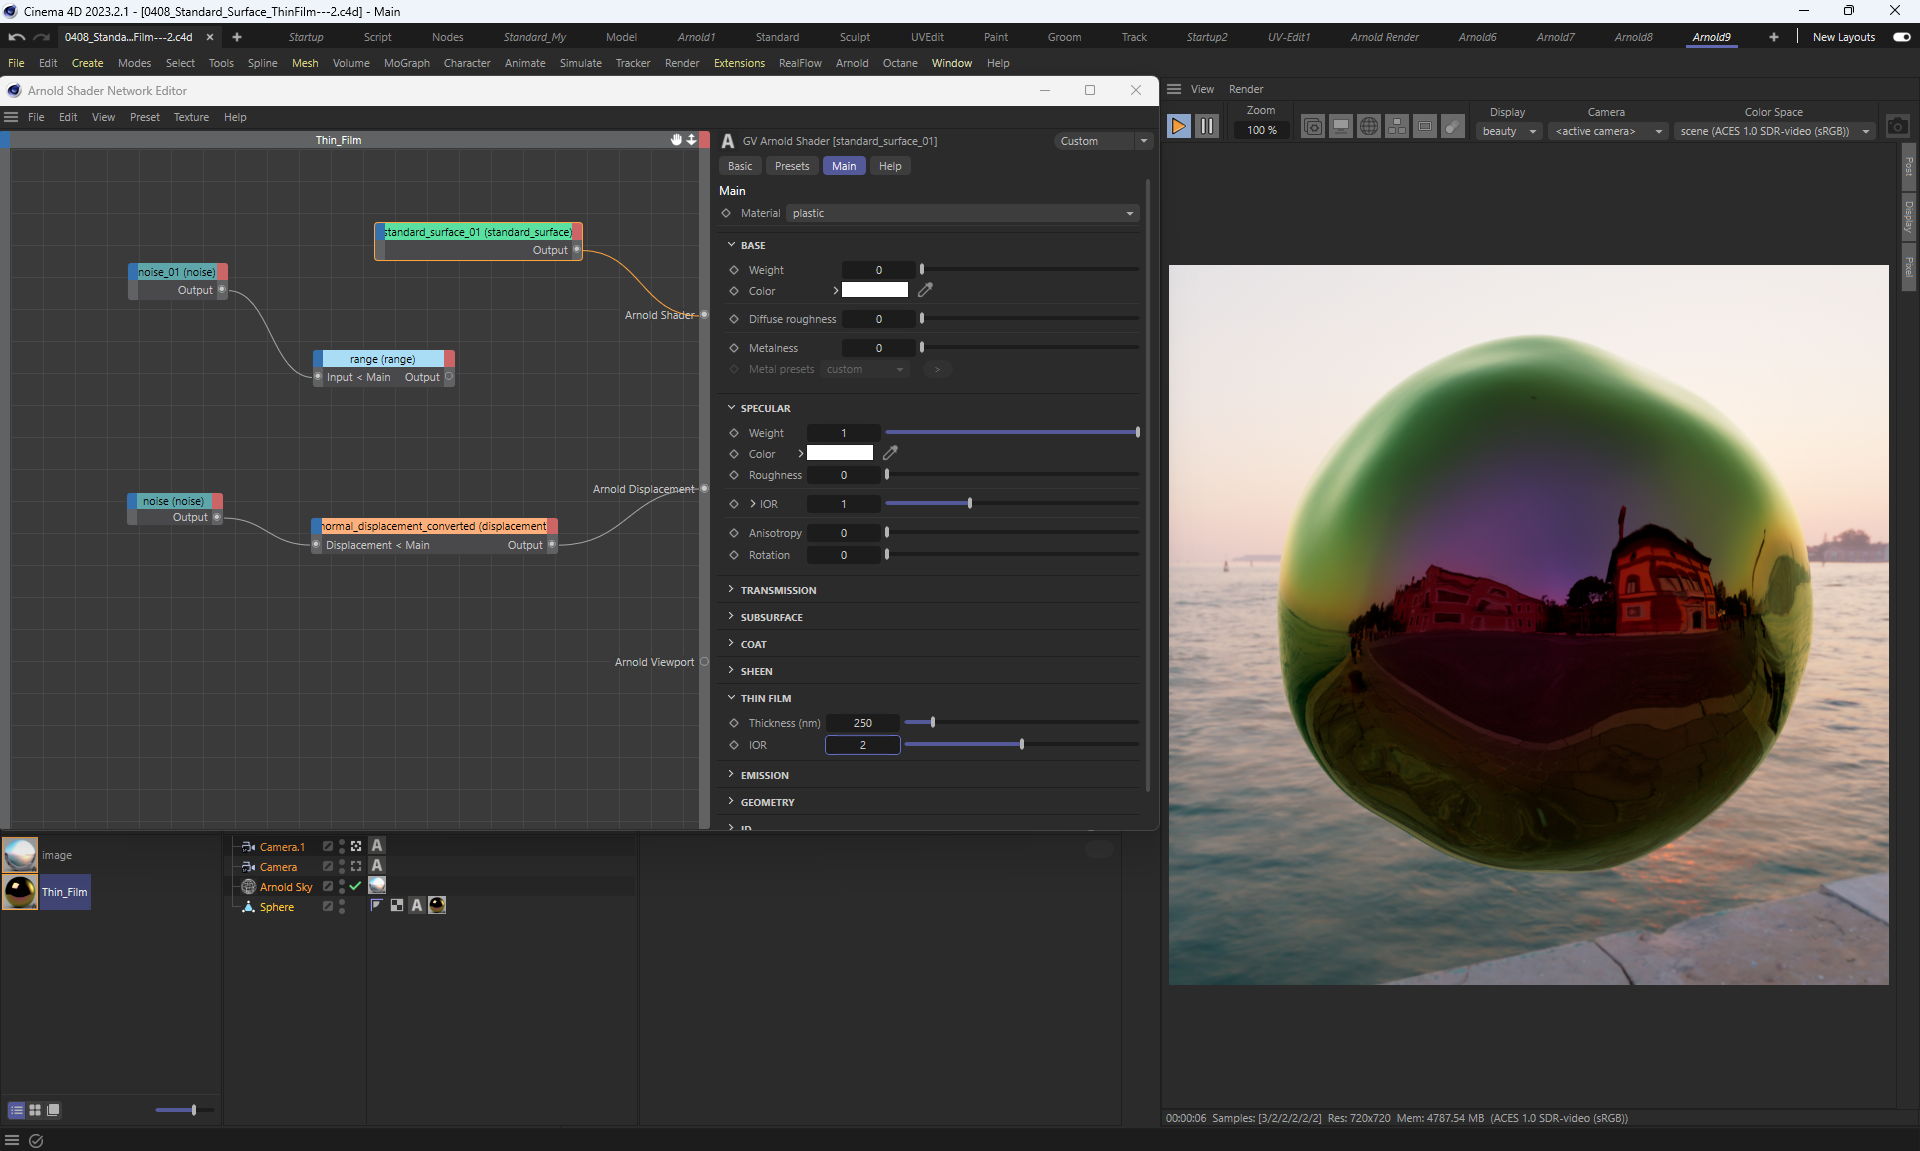 Cinema 4D 2023.2.1 - [0408_Standard_Surface_ThinFilm---2.c4d] - Main
0408_Standa...Film---2.c4d × + Startup Script Nodes Standard_My Model Arnold1 Standard Sculpt UVEdit Paint Groom Track Startup2 UV-Edit1 Arnold Render Arnold6 Arnold7 Arnold8 Arnold9 + New Layouts
File Edit Create Modes Select Tools Spline Mesh Volume MoGraph Character Animate Simulate Tracker Render Extensions RealFlow Arnold Octane Window Help
Arnold Shader Network Editor
File Edit View Preset Texture Help
Thin_Film
standard_surface_01 (standard_surface)
Output
noise_01 (noise)
Output
Arnold Shader
range (range)
Input < Main Output
Arnold Displacement
noise (noise)
Output
normal_displacement_converted (displacement
Displacement < Main Output
Arnold Viewport
A GV Arnold Shader [standard_surface_01] Custom
Basic Presets Main Help
Main
Material plastic
BASE
Weight 0
Color >
Diffuse roughness 0
Metalness 0
Metal presets custom >
SPECULAR
Weight 1
Color >
Roughness 0
> IOR 1
Anisotropy 0
Rotation 0
> TRANSMISSION
> SUBSURFACE
> COAT
> SHEEN
THIN FILM
Thickness (nm) 250
IOR 2
> EMISSION
> GEOMETRY
> ID
image
Thin_Film
Camera.1 A
Camera A
Arnold Sky
Sphere A
View Render
Zoom Display Camera Color Space
100 % beauty <active camera> scene (ACES 1.0 SDR-video (sRGB))
Post
Display
Pixel
00:00:06 Samples: [3/2/2/2/2/2] Res: 720x720 Mem: 4787.54 MB (ACES 1.0 SDR-video (sRGB))